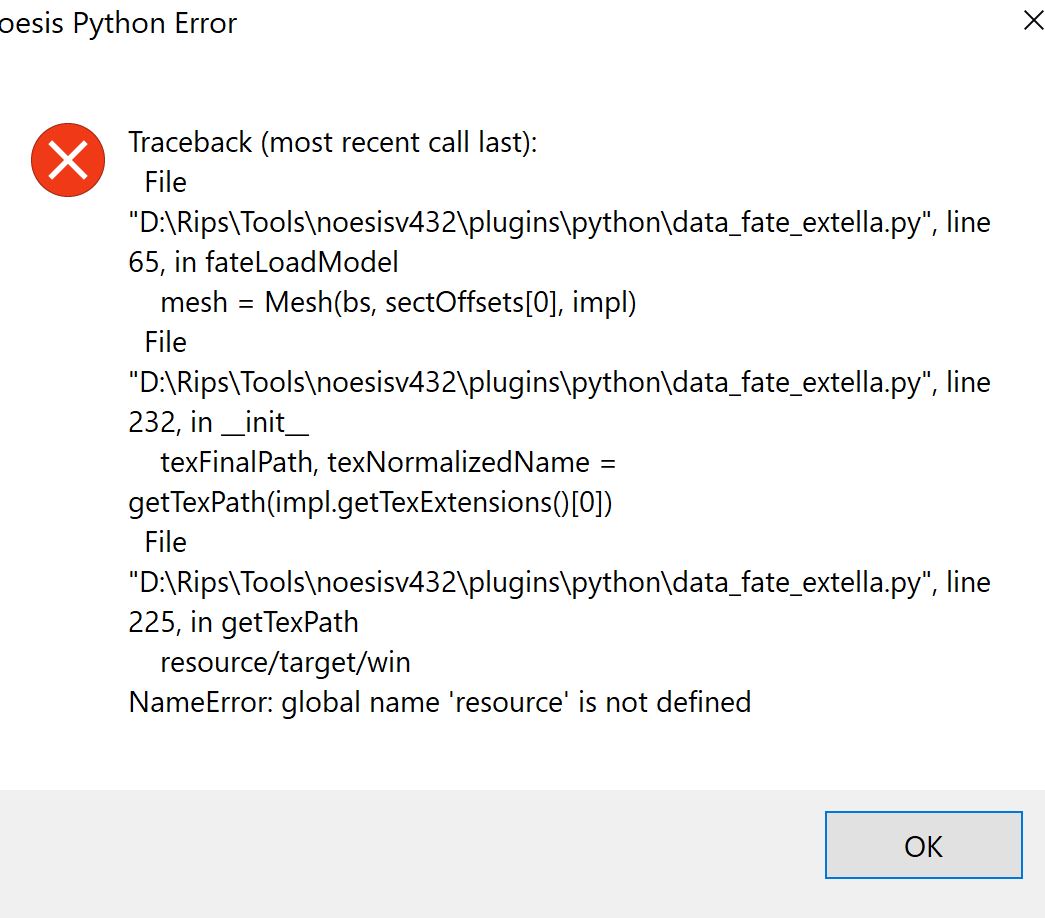 oesis Python Error
Traceback (most recent call last):
File
"D:\Rips\Tools\noesisv432\plugins\python\data_fate_extella.py", line
65, in fateLoadModel
mesh = Mesh(bs, sectOffsets[0], impl)
File
"D:\Rips\Tools\noesisv432\plugins\python\data_fate_extella.py", line
232, in __init__
texFinalPath, texNormalizedName =
getTexPath(impl.getTexExtensions()[0])
File
"D:\Rips\Tools\noesisv432\plugins\python\data_fate_extella.py", line
225, in getTexPath
resource/target/win
NameError: global name 'resource' is not defined
OK